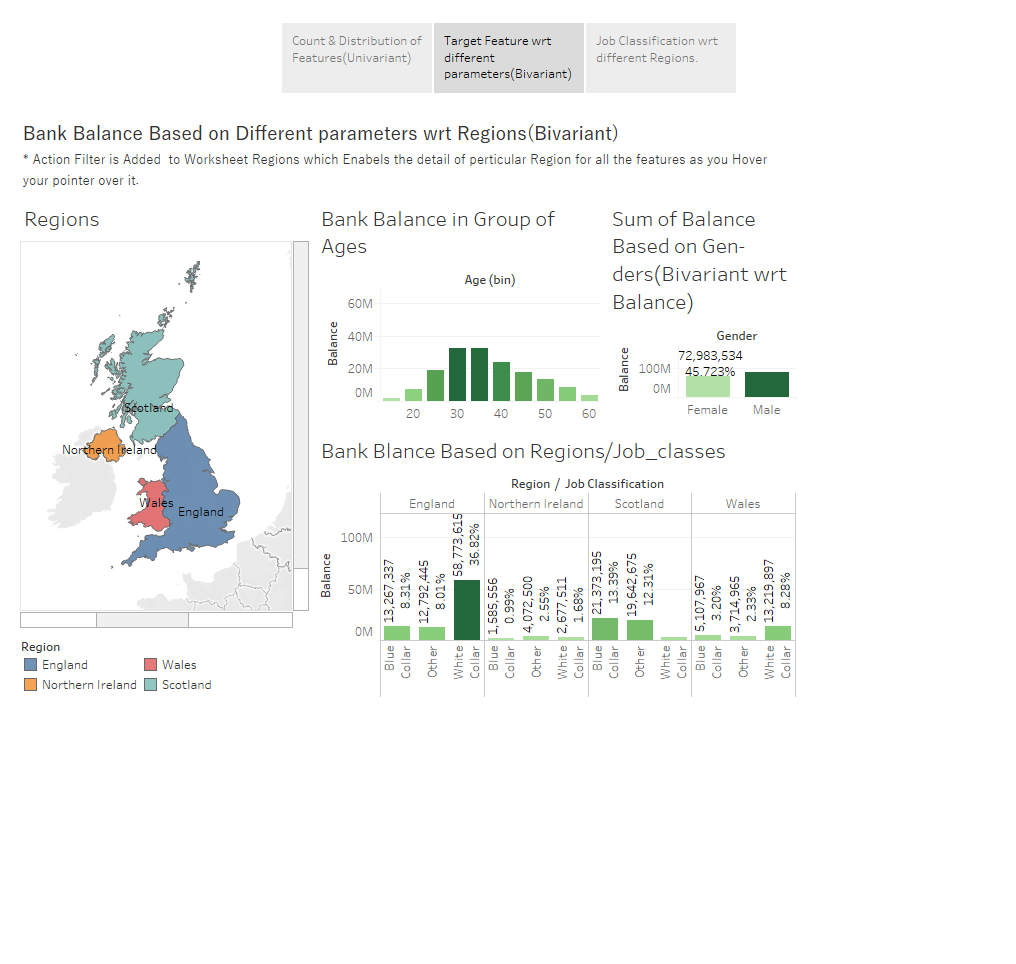 Count & Distribution of
Features(Univariant)
Target Feature wrt
different
parameters(Bivariant)
Job Classification wrt
different Regions.
Bank Balance Based on Different parameters wrt Regions(Bivariant)
* Action Filter is Added  to Worksheet Regions which Enabels the detail of perticular Region for all the features as you Hover
your pointer over it.
Regions
Scotland
Northern Ireland
Wales
England
Region
England
Wales
Northern Ireland
Scotland
Bank Balance in Group of
Ages
Age (bin)
Balance
60M
40M
20M
0M
20
30
40
50
60
Sum of Balance
Based on Gen-
ders(Bivariant wrt
Balance)
Gender
Balance
100M
0M
72,983,534
45.723%
Female
Male
Bank Blance Based on Regions/Job_classes
Region / Job Classification
England
Northern Ireland
Scotland
Wales
Balance
100M
50M
0M
13,267,337
8.31%
12,792,445
8.01%
58,773,615
36.82%
1,585,556
0.99%
4,072,500
2.55%
2,677,511
1.68%
21,373,195
13.39%
19,642,675
12.31%
5,107,967
3.20%
3,714,965
2.33%
13,219,897
8.28%
Blue
Collar
Other
White
Collar
Blue
Collar
Other
White
Collar
Blue
Collar
Other
White
Collar
Blue
Collar
Other
White
Collar